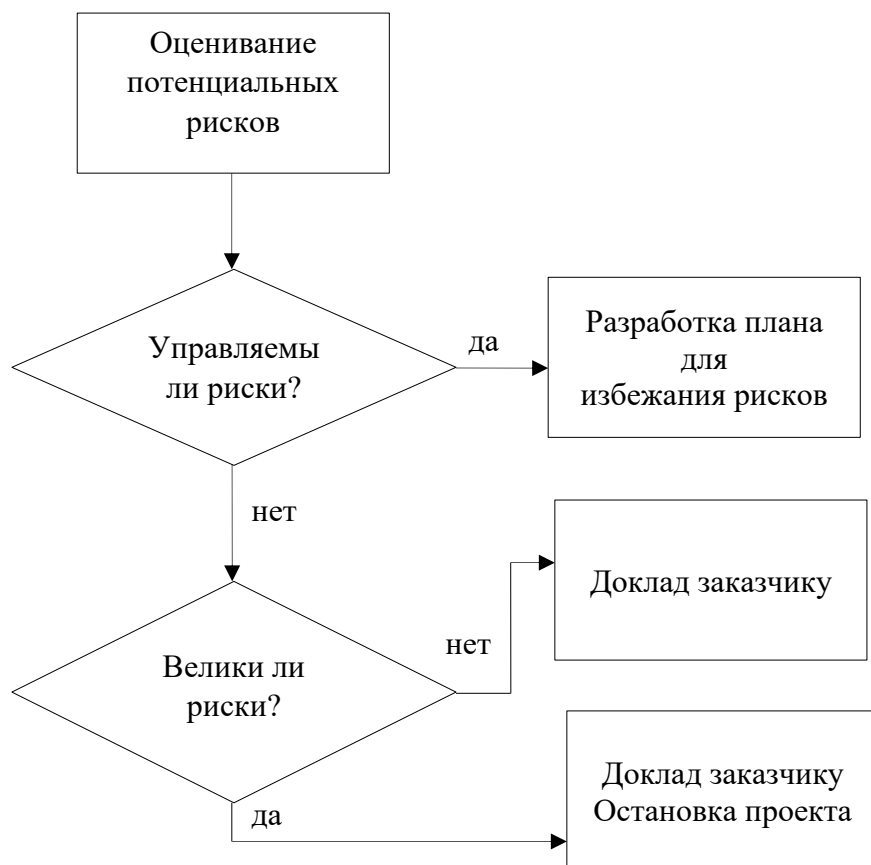 Оценивание
потенциальных
рисков
Управляемы
ли риски?
да
Разработка плана
для
избежания рисков
нет
Доклад заказчику
нет
Велики ли
риски?
Доклад заказчику
Остановка проекта
да